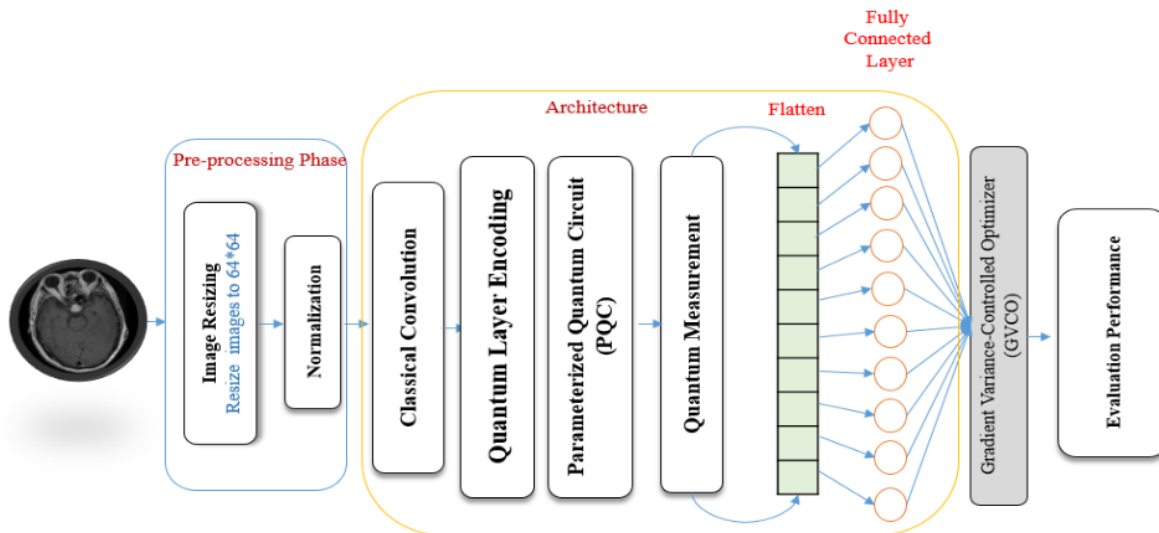 Fully
Connected
Layer
Architecture
Flatten
Pre-processing Phase
Image Resizing
Resize images to 64*64
Normalization
Classical Convolution
Quantum Layer Encoding
Parameterized Quantum Circuit
(PQC)
Quantum Measurement
Gradient Variance-Controlled Optimizer
(GVCO)
Evaluation Performance